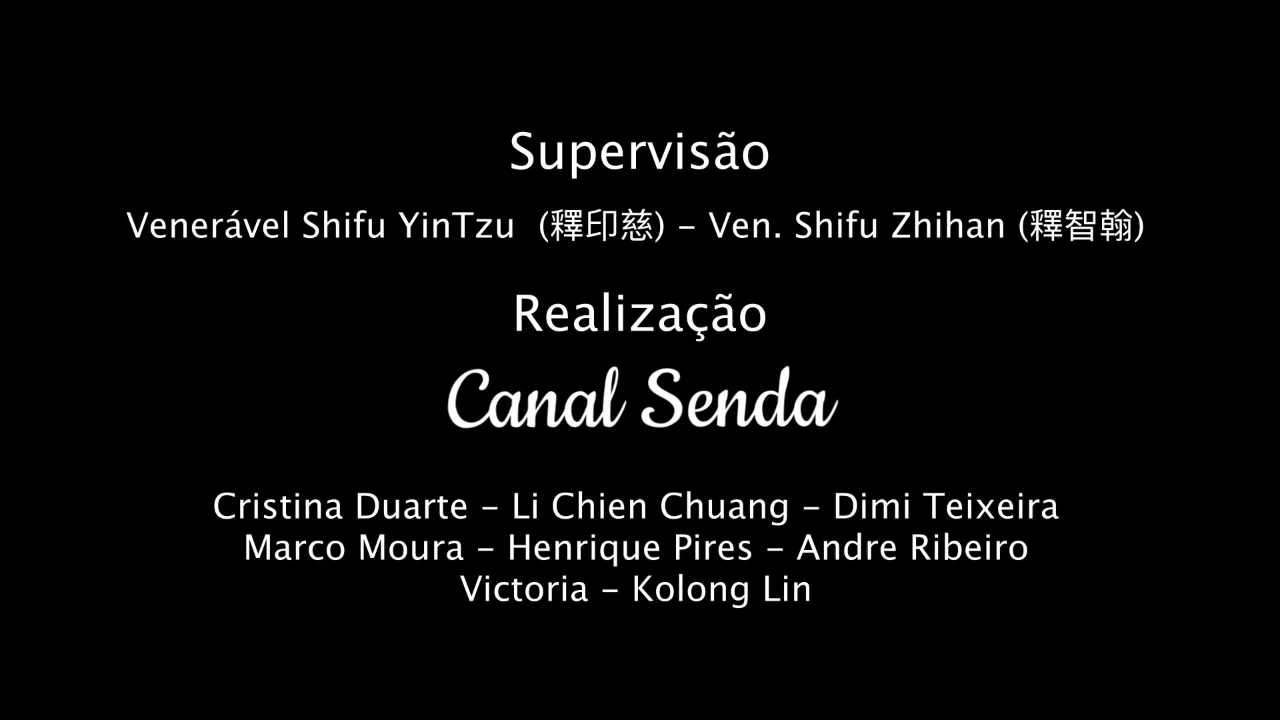 Supervisão
Venerável Shifu YinTzu (釋印慈) - Ven. Shifu Zhihan (釋智翰)
Realização
Canal Senda
Cristina Duarte - Li Chien Chuang - Dimi Teixeira
Marco Moura - Henrique Pires - Andre Ribeiro
Victoria - Kolong Lin